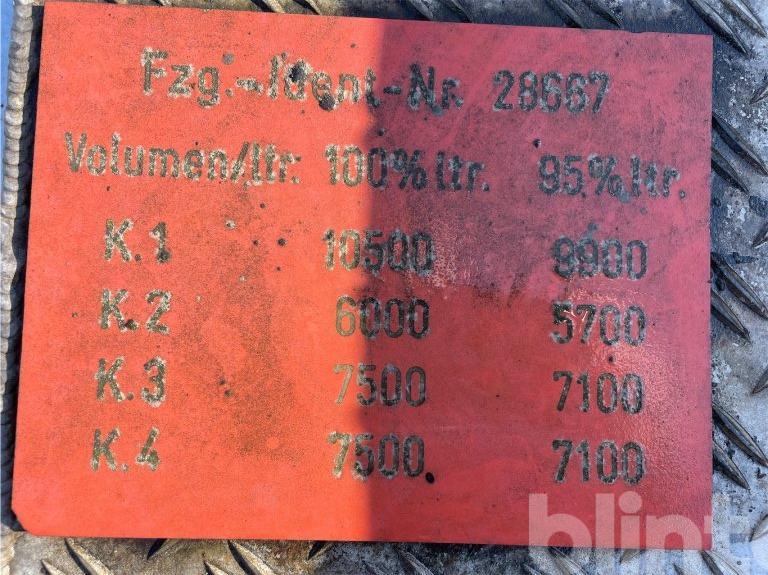 Fzg.-Ident-Nr. 28667
Volumen/ltr. 100% ltr. 95% ltr.
K.1 10500 9900
K.2 6000 5700
K.3 7500 7100
K.4 7500 7100
blint